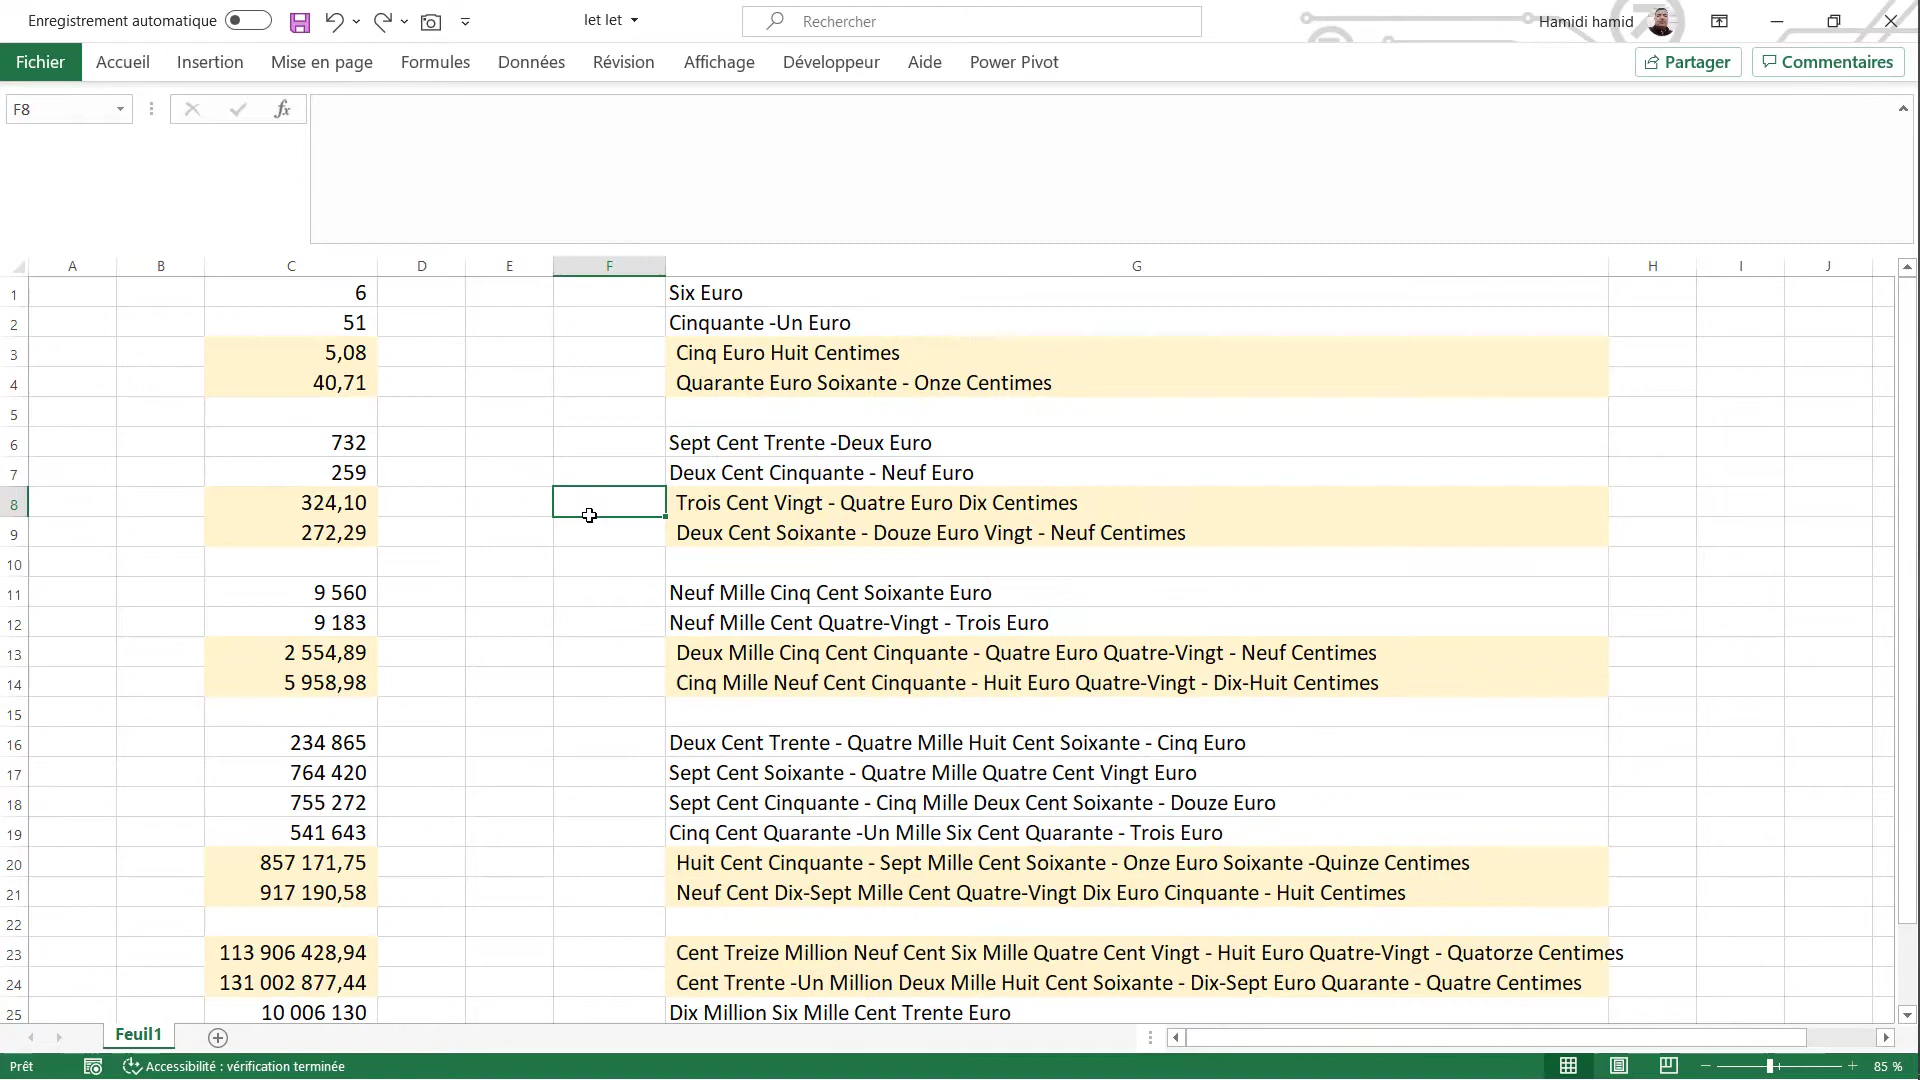 Enregistrement automatique
let let
Rechercher
Hamidi hamid
Fichier Accueil Insertion Mise en page Formules Données Révision Affichage Développeur Aide Power Pivot Partager Commentaires
F8 fx
A B C D E F G H I J
1 6 Six Euro
2 51 Cinquante -Un Euro
3 5,08 Cinq Euro Huit Centimes
4 40,71 Quarante Euro Soixante - Onze Centimes
5
6 732 Sept Cent Trente -Deux Euro
7 259 Deux Cent Cinquante - Neuf Euro
8 324,10 Trois Cent Vingt - Quatre Euro Dix Centimes
9 272,29 Deux Cent Soixante - Douze Euro Vingt - Neuf Centimes
10
11 9 560 Neuf Mille Cinq Cent Soixante Euro
12 9 183 Neuf Mille Cent Quatre-Vingt - Trois Euro
13 2 554,89 Deux Mille Cinq Cent Cinquante - Quatre Euro Quatre-Vingt - Neuf Centimes
14 5 958,98 Cinq Mille Neuf Cent Cinquante - Huit Euro Quatre-Vingt - Dix-Huit Centimes
15
16 234 865 Deux Cent Trente - Quatre Mille Huit Cent Soixante - Cinq Euro
17 764 420 Sept Cent Soixante - Quatre Mille Quatre Cent Vingt Euro
18 755 272 Sept Cent Cinquante - Cinq Mille Deux Cent Soixante - Douze Euro
19 541 643 Cinq Cent Quarante -Un Mille Six Cent Quarante - Trois Euro
20 857 171,75 Huit Cent Cinquante - Sept Mille Cent Soixante - Onze Euro Soixante -Quinze Centimes
21 917 190,58 Neuf Cent Dix-Sept Mille Cent Quatre-Vingt Dix Euro Cinquante - Huit Centimes
22
23 113 906 428,94 Cent Treize Million Neuf Cent Six Mille Quatre Cent Vingt - Huit Euro Quatre-Vingt - Quatorze Centimes
24 131 002 877,44 Cent Trente -Un Million Deux Mille Huit Cent Soixante - Dix-Sept Euro Quarante - Quatre Centimes
25 10 006 130 Dix Million Six Mille Cent Trente Euro
Feuil1
Prêt Accessibilité : vérification terminée 85 %